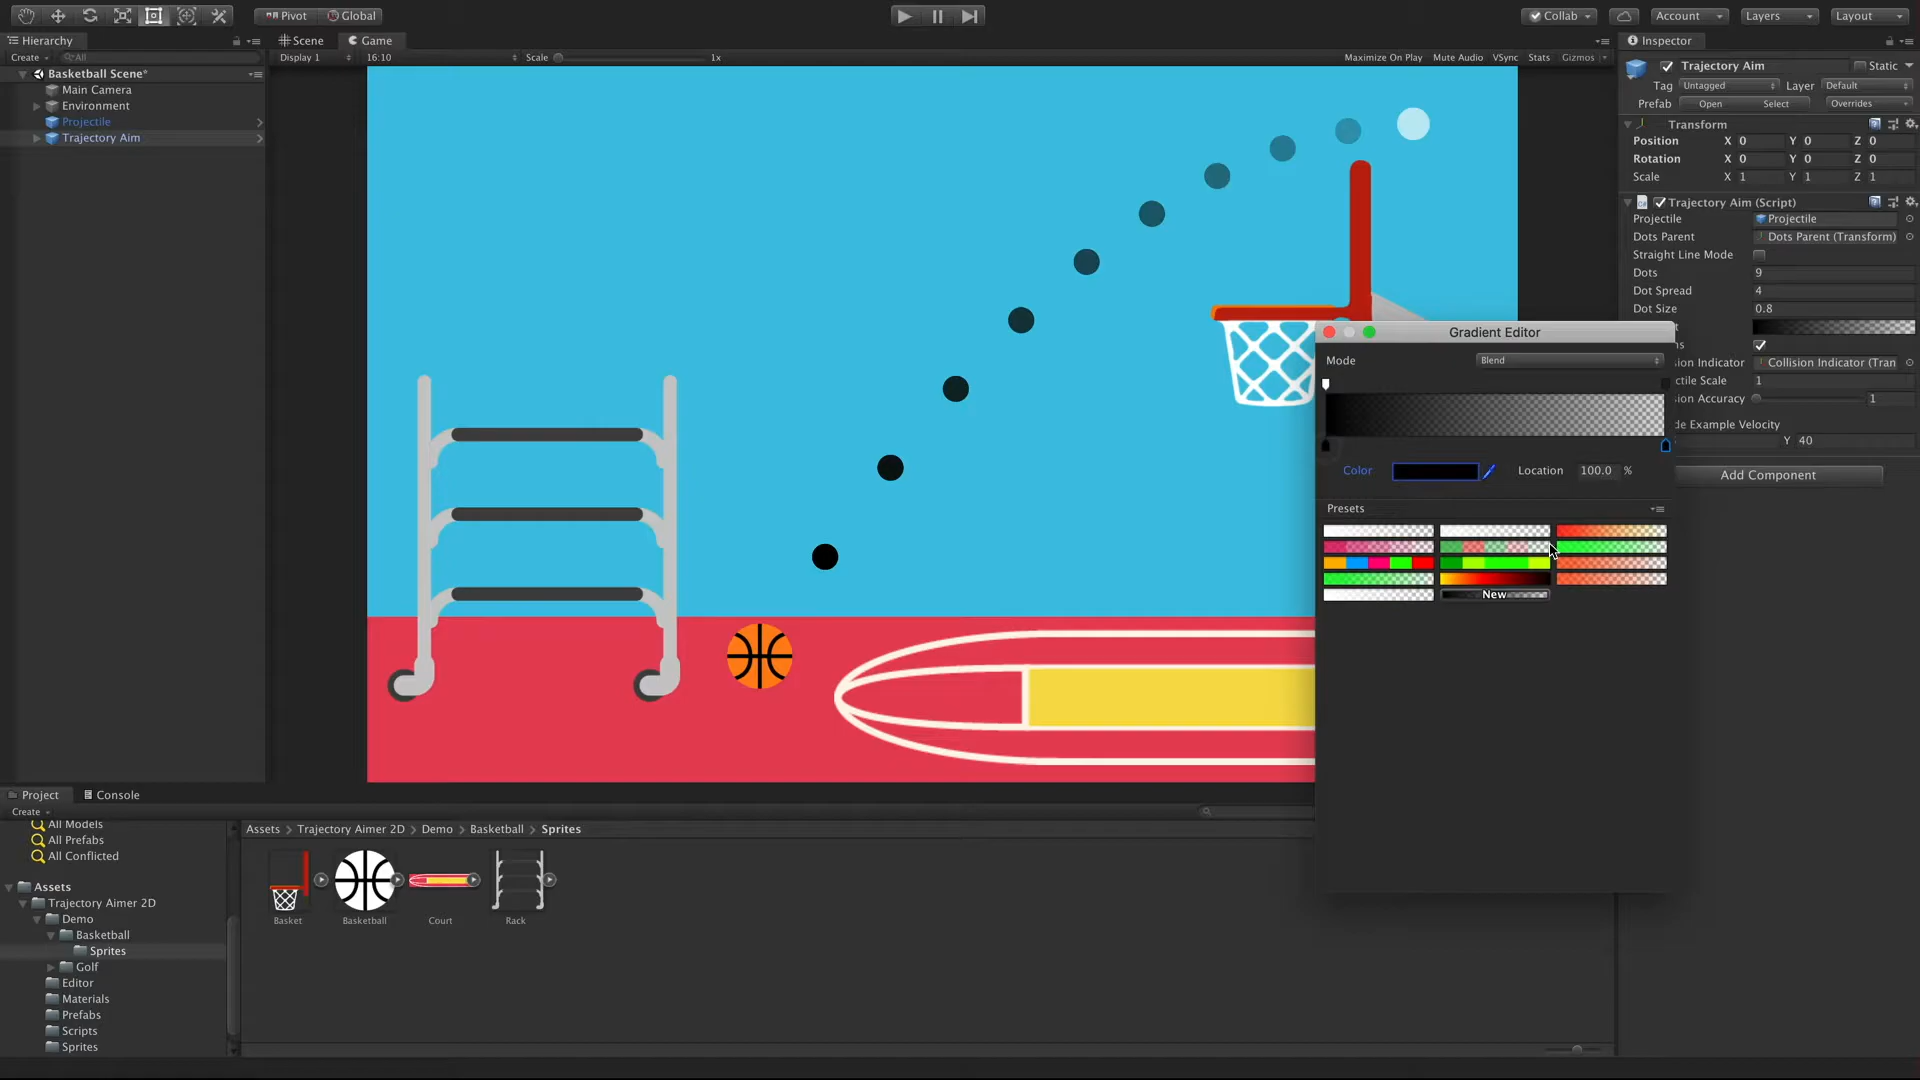 Pivot Global Collab Account Layers Layout
Hierarchy Scene Game Inspector
Create All Display 1 16:10 Scale 1x Maximize On Play Mute Audio VSync Stats Gizmos
Basketball Scene*
Main Camera
Environment
Projectile
Trajectory Aim
Trajectory Aim Static
Tag Untagged Layer Default
Prefab Open Select Overrides
Transform
Position X 0 Y 0 Z 0
Rotation X 0 Y 0 Z 0
Scale X 1 Y 1 Z 1
Trajectory Aim (Script)
Projectile Projectile
Dots Parent Dots Parent (Transform)
Straight Line Mode
Dots 9
Dot Spread 4
Dot Size 0.8
Collision Indicator (Tran
ctile Scale 1
sion Accuracy 1
de Example Velocity
Y 40
Add Component
Gradient Editor
Mode Blend
Color Location 100.0 %
Presets
New
Project Console
Create
All Models
All Prefabs
All Conflicted
Assets
Trajectory Aimer 2D
Demo
Basketball
Sprites
Golf
Editor
Materials
Prefabs
Scripts
Sprites
Assets > Trajectory Aimer 2D > Demo > Basketball > Sprites
Basket Basketball Court Rack